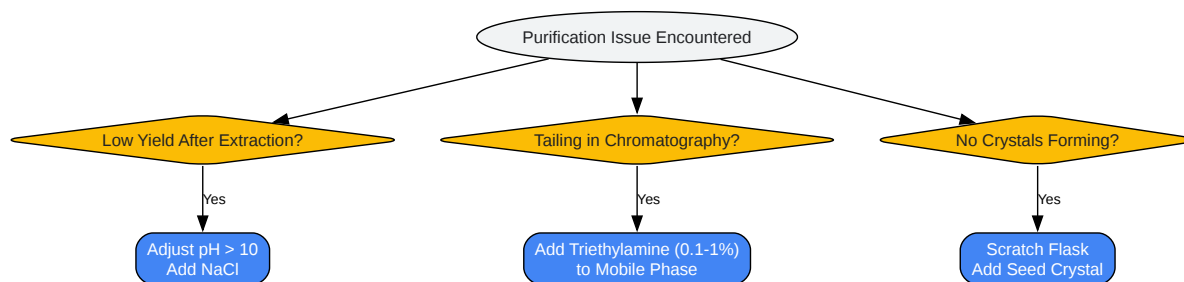 Purification Issue Encountered
Low Yield After Extraction?
Tailing in Chromatography?
No Crystals Forming?
Yes
Yes
Yes
Adjust pH > 10
Add NaCl
Add Triethylamine (0.1-1%)
to Mobile Phase
Scratch Flask
Add Seed Crystal